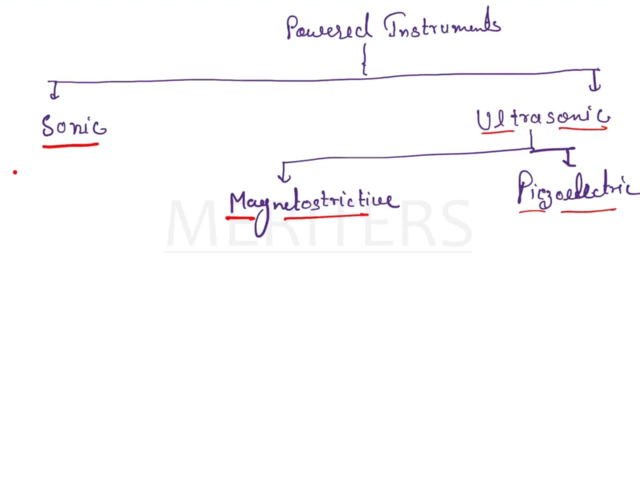 Powered Instruments
Sonic
Ultrasonic
Magnetostrictive
Piezoelectric
MERITERS